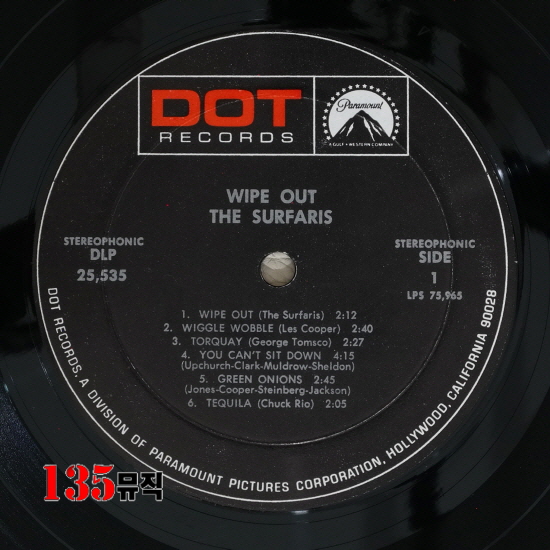 DOT
RECORDS
Paramount
A GULF + WESTERN COMPANY
WIPE OUT
THE SURFARIS
STEREOPHONIC
DLP
25,535
STEREOPHONIC
SIDE
1
LPS 75,965
1. WIPE OUT (The Surfaris) 2:12
2. WIGGLE WOBBLE (Les Cooper) 2:40
3. TORQUAY (George Tomsco) 2:27
4. YOU CAN'T SIT DOWN 4:15
(Upchurch-Clark-Muldrow-Sheldon)
5. GREEN ONIONS 2:45
(Jones-Cooper-Steinberg-Jackson)
6. TEQUILA (Chuck Rio) 2:05
DOT RECORDS, A DIVISION OF PARAMOUNT PICTURES CORPORATION, HOLLYWOOD, CALIFORNIA 90028
135뮤직